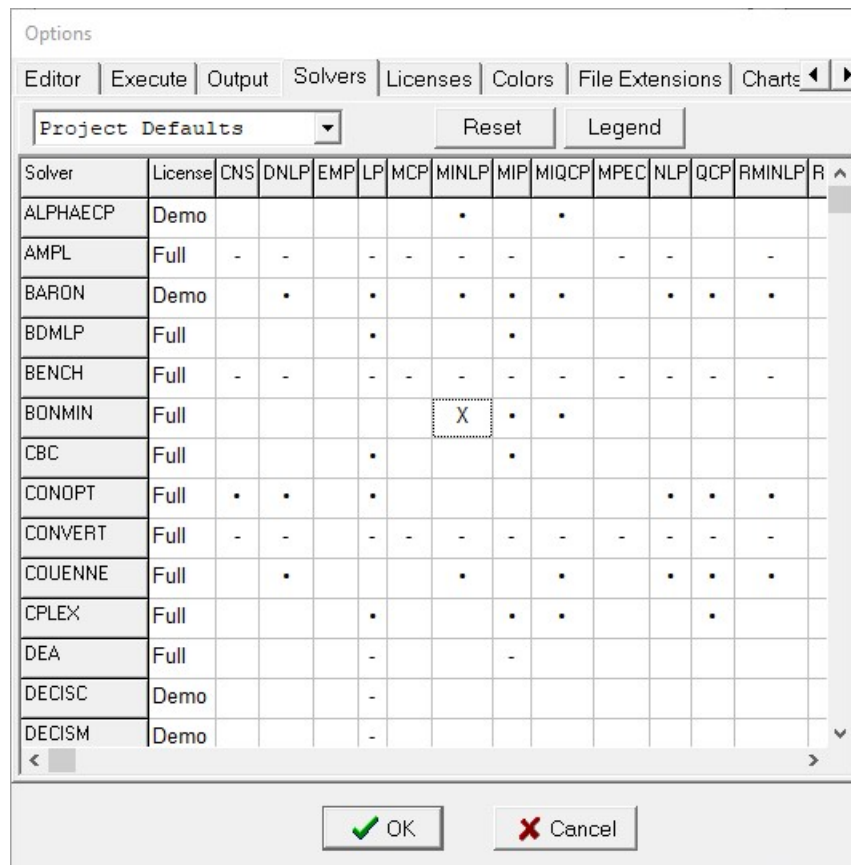 Options
Editor Execute Output Solvers Licenses Colors File Extensions Charts
Project Defaults Reset Legend
Solver License CNS DNLP EMP LP MCP MINLP MIP MIQCP MPEC NLP QCP RMINLP R
ALPHAECP Demo • •
AMPL Full - - - - - - - - -
BARON Demo • • • • • • • •
BDMLP Full • •
BENCH Full - - - - - - - - - - -
BONMIN Full X • •
CBC Full • •
CONOPT Full • • • • • •
CONVERT Full - - - - - - - - - - -
COUENNE Full • • • • • •
CPLEX Full • • • •
DEA Full - -
DECISC Demo -
DECISM Demo -
OK Cancel